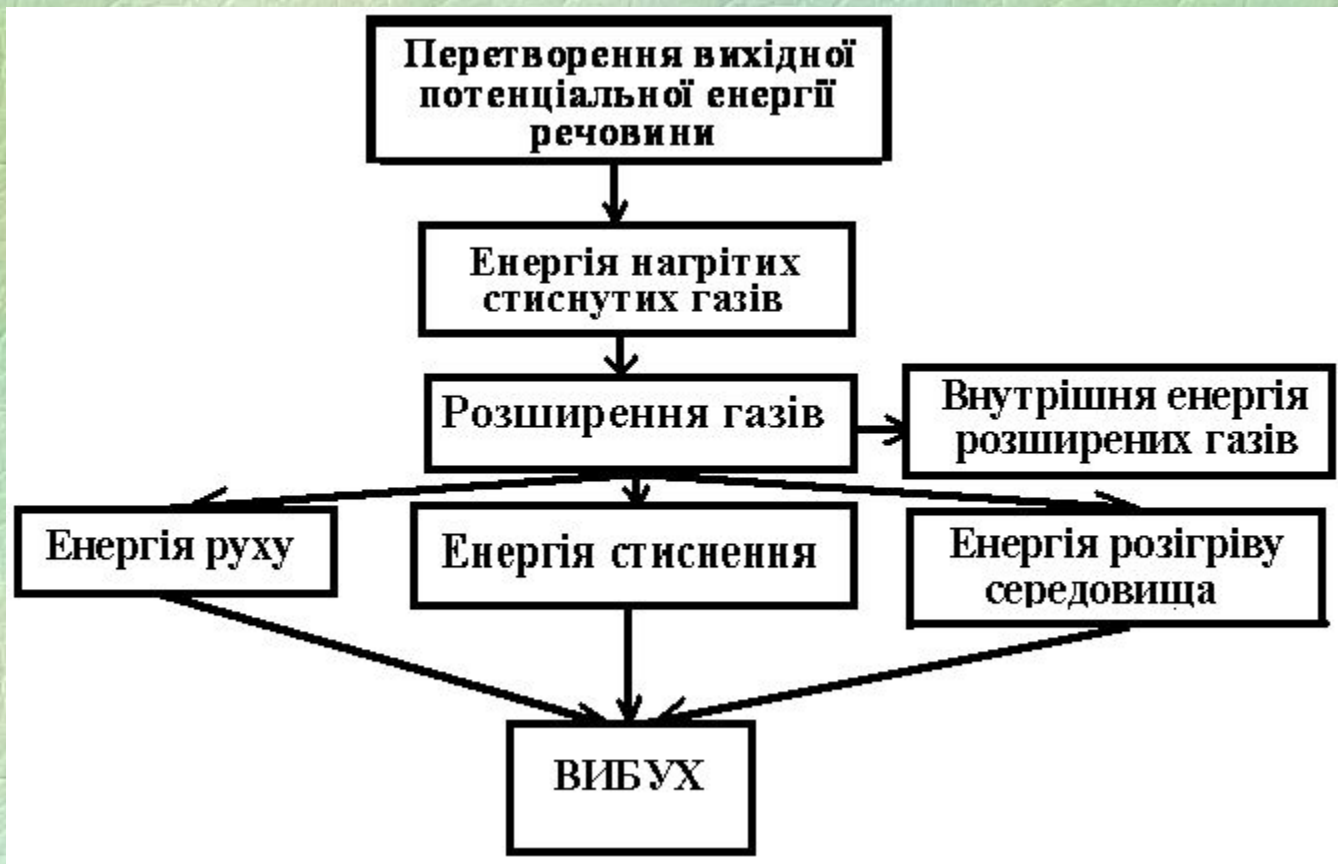 Перетворення вихідної
потенціальної енергії
речовини
Енергія нагрітих
стиснутих газів
Розширення газів
Внутрішня енергія
розширених газів
Енергія руху
Енергія стиснення
Енергія розігріву
середовища
ВИБУХ